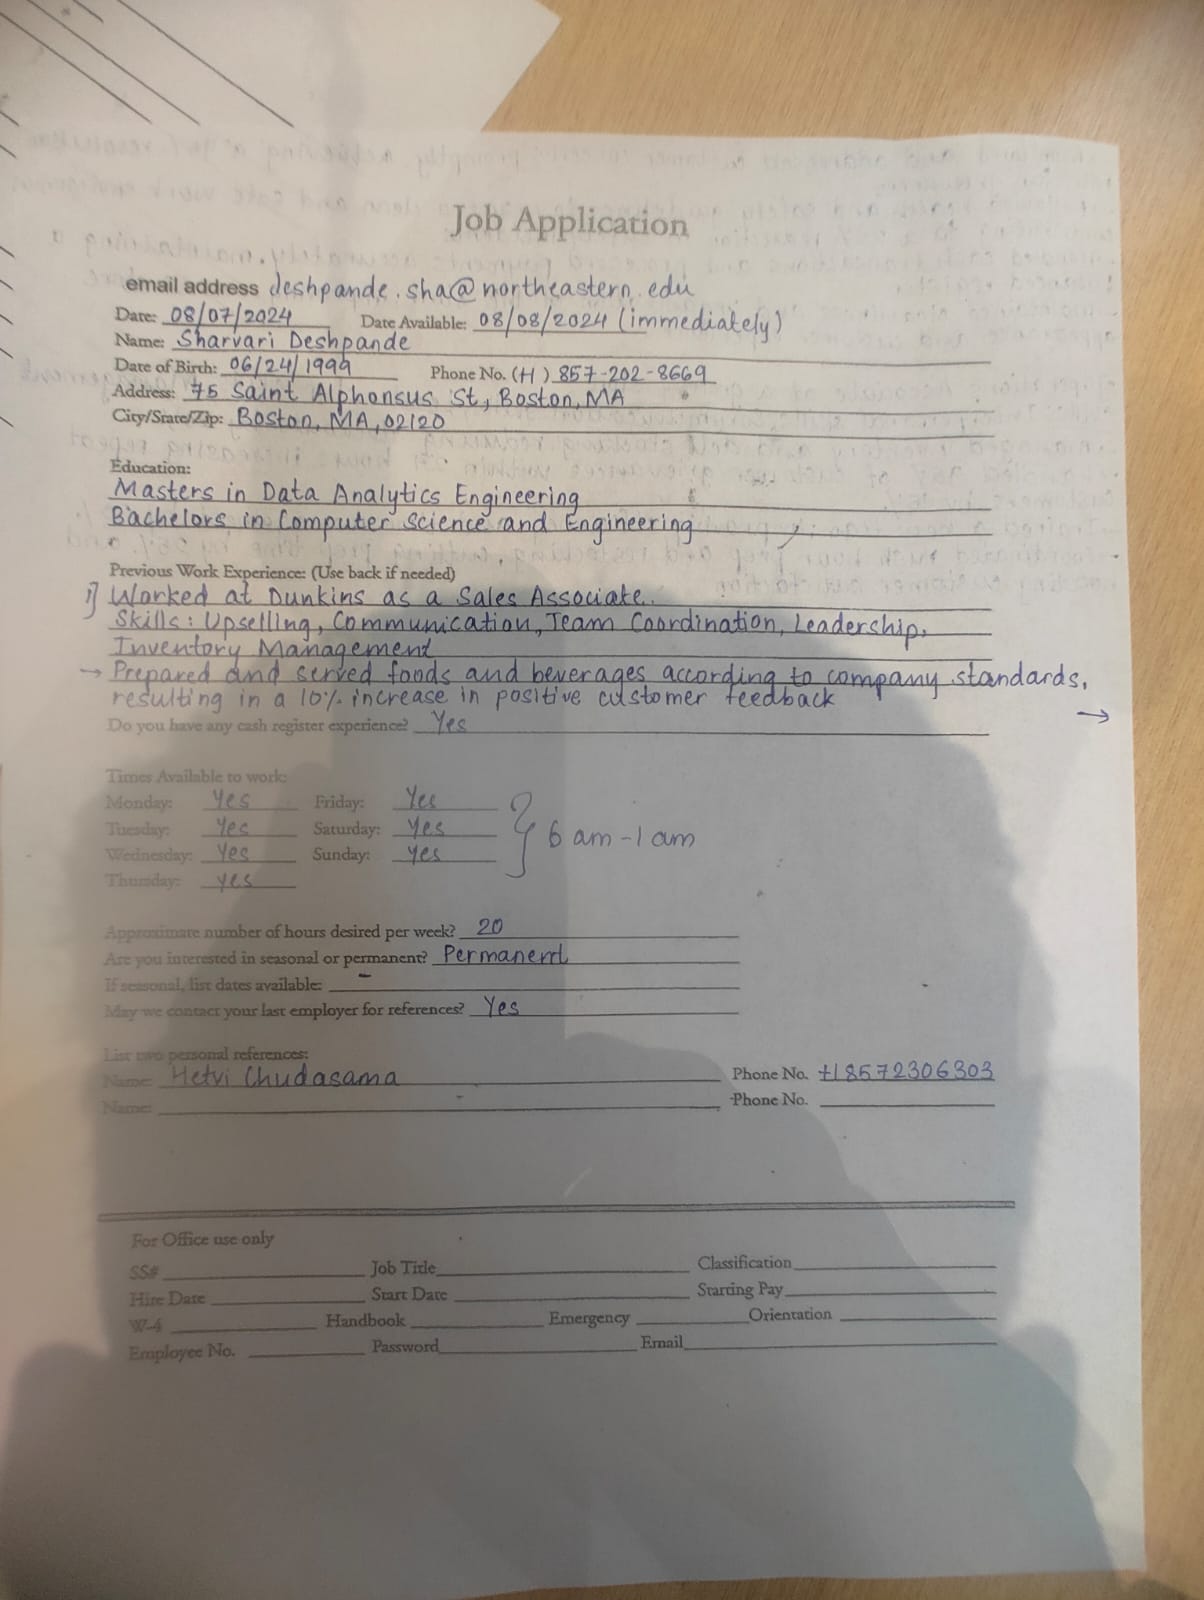 Job Application
email address deshpande.sha@northeastern.edu
Date: 08/07/2024 Date Available: 08/08/2024 (immediately)
Name: Sharvari Deshpande
Date of Birth: 06/24/1999 Phone No. (H) 857-202-8669
Address: 75 Saint Alphonsus St, Boston, MA
City/State/Zip: Boston, MA, 02120
Education:
Masters in Data Analytics Engineering
Bachelors in Computer Science and Engineering
Previous Work Experience: (Use back if needed)
1] Worked at Dunkins as a Sales Associate.
Skills: Upselling, Communication, Team Coordination, Leadership,
Inventory Management
→ Prepared and served foods and beverages according to company standards,
resulting in a 10% increase in positive customer feedback
→
Do you have any cash register experience? Yes
Times Available to work:
Monday: Yes Friday: Yes
Tuesday: Yes Saturday: Yes } 6 am - 1 am
Wednesday: Yes Sunday: Yes
Thursday: yes
Approximate number of hours desired per week? 20
Are you interested in seasonal or permanent? Permanent
If seasonal, list dates available: -
May we contact your last employer for references? Yes
List two personal references:
Name: Hetvi Chudasama Phone No. +18572306303
Name: Phone No.
For Office use only
SS# Job Title Classification
Hire Date Start Date Starting Pay
W-4 Handbook Emergency Orientation
Employee No. Password Email